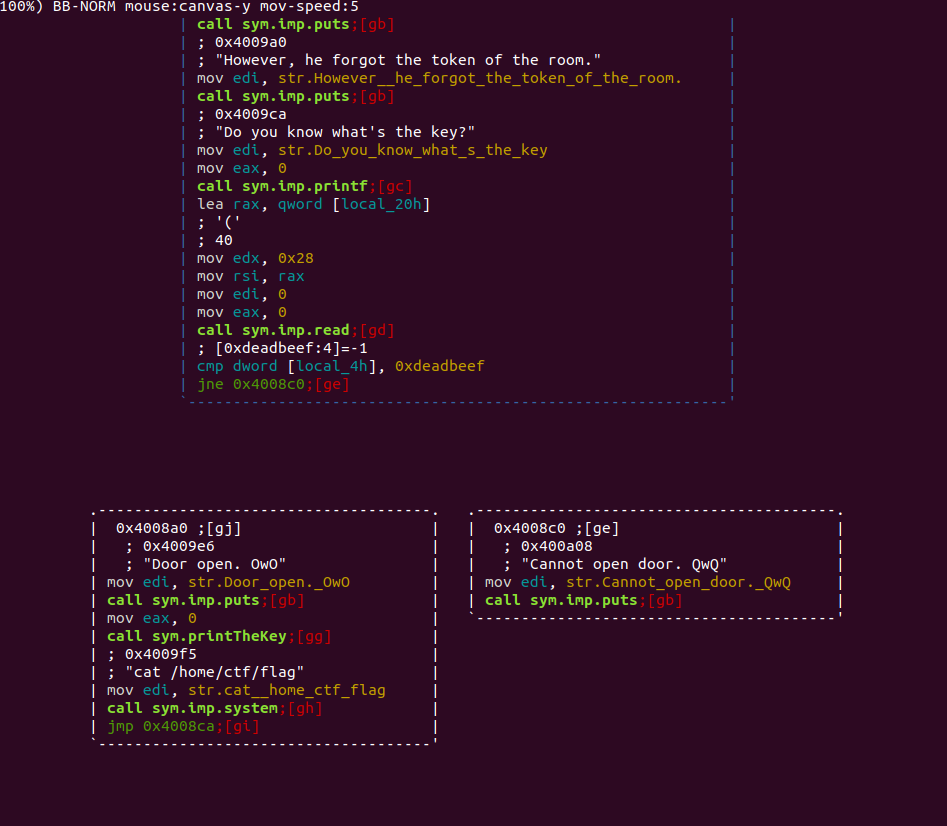 100%) BB-NORM mouse:canvas-y mov-speed:5
| call sym.imp.puts;[gb] |
| ; 0x4009a0 |
| ; "However, he forgot the token of the room." |
| mov edi, str.However__he_forgot_the_token_of_the_room. |
| call sym.imp.puts;[gb] |
| ; 0x4009ca |
| ; "Do you know what's the key?" |
| mov edi, str.Do_you_know_what_s_the_key |
| mov eax, 0 |
| call sym.imp.printf;[gc] |
| lea rax, qword [local_20h] |
| ; '(' |
| ; 40 |
| mov edx, 0x28 |
| mov rsi, rax |
| mov edi, 0 |
| mov eax, 0 |
| call sym.imp.read;[gd] |
| ; [0xdeadbeef:4]=-1 |
| cmp dword [local_4h], 0xdeadbeef |
| jne 0x4008c0;[ge] |
| 0x4008a0 ;[gj] |
| ; 0x4009e6 |
| ; "Door open. OwO" |
| mov edi, str.Door_open._OwO |
| call sym.imp.puts;[gb] |
| mov eax, 0 |
| call sym.printTheKey;[gg] |
| ; 0x4009f5 |
| ; "cat /home/ctf/flag" |
| mov edi, str.cat__home_ctf_flag |
| call sym.imp.system;[gh] |
| jmp 0x4008ca;[gi] |
| 0x4008c0 ;[ge] |
| ; 0x400a08 |
| ; "Cannot open door. QwQ" |
| mov edi, str.Cannot_open_door._QwQ |
| call sym.imp.puts;[gb] |